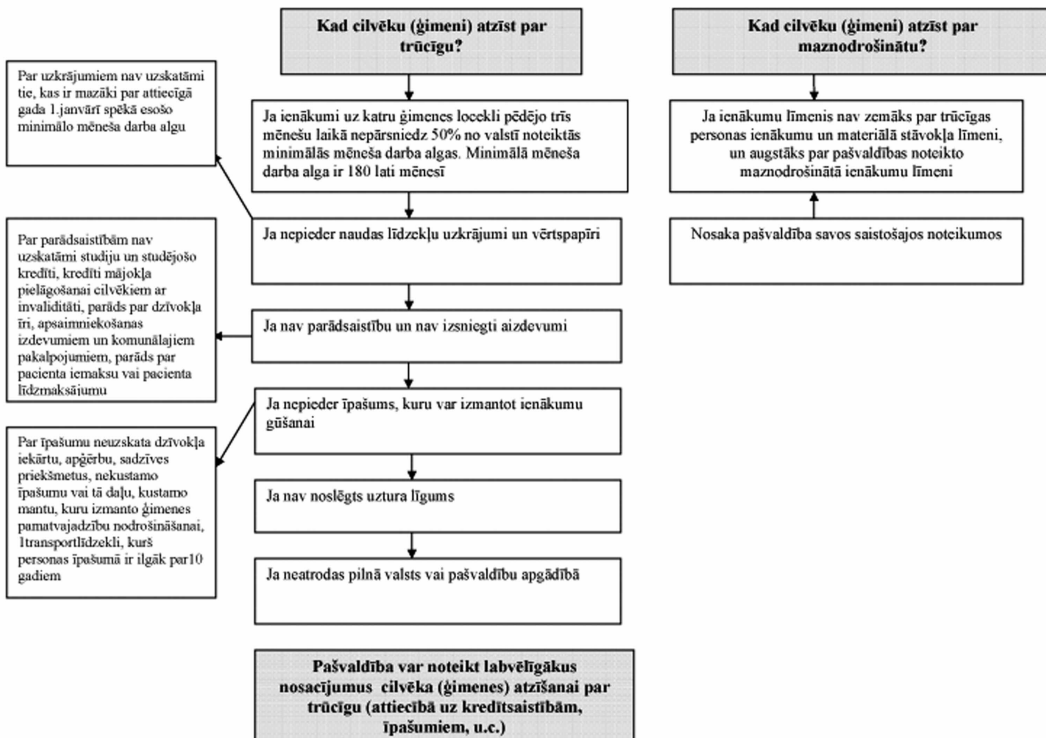 Kad cilvēku (ģimeni) atzīst par
trūcīgu?
Kad cilvēku (ģimeni) atzīst par
maznodrošinātu?
Par uzkrājumiem nav uzskatāmi
tie, kas ir mazāki par attiecīgā
gada 1.janvārī spēkā esošo
minimālo mēneša darba algu
Ja ienākumi uz katru ģimenes locekli pēdējo trīs
mēnešu laikā nepārsniedz 50% no valstī noteiktās
minimālās mēneša darba algas. Minimālā mēneša
darba alga ir 180 lati mēnesī
Ja ienākumu līmenis nav zemāks par trūcīgas
personas ienākumu un materiālā stāvokļa līmeni,
un augstāks par pašvaldības noteikto
maznodrošinātā ienākumu līmeni
Ja nepieder naudas līdzekļu uzkrājumi un vērtspapīri
Nosaka pašvaldība savos saistošajos noteikumos
Par parādsaistībām nav
uzskatāmi studiju un studējošo
kredīti, kredīti mājokļa
pielāgošanai cilvēkiem ar
invaliditāti, parāds par dzīvokļa
īri, apsaimniekošanas
izdevumiem un komunālajiem
pakalpojumiem, parāds par
pacienta iemaksu vai pacienta
līdzmaksājumu
Ja nav parādsaistību un nav izsniegti aizdevumi
Ja nepieder īpašums, kuru var izmantot ienākumu
gūšanai
Par īpašumu neuzskata dzīvokļa
iekārtu, apģērbu, sadzīves
priekšmetus, nekustamo
īpašumu vai tā daļu, kustamo
mantu, kuru izmanto ģimenes
pamatvajadzību nodrošināšanai,
1transportlīdzekli, kurš
personas īpašumā ir ilgāk par10
gadiem
Ja nav noslēgts uztura līgums
Ja neatrodas pilnā valsts vai pašvaldību apgādībā
Pašvaldība var noteikt labvēlīgākus
nosacījumus cilvēka (ģimenes) atzīšanai par
trūcīgu (attiecībā uz kredītsaistībām,
īpašumiem, u.c.)